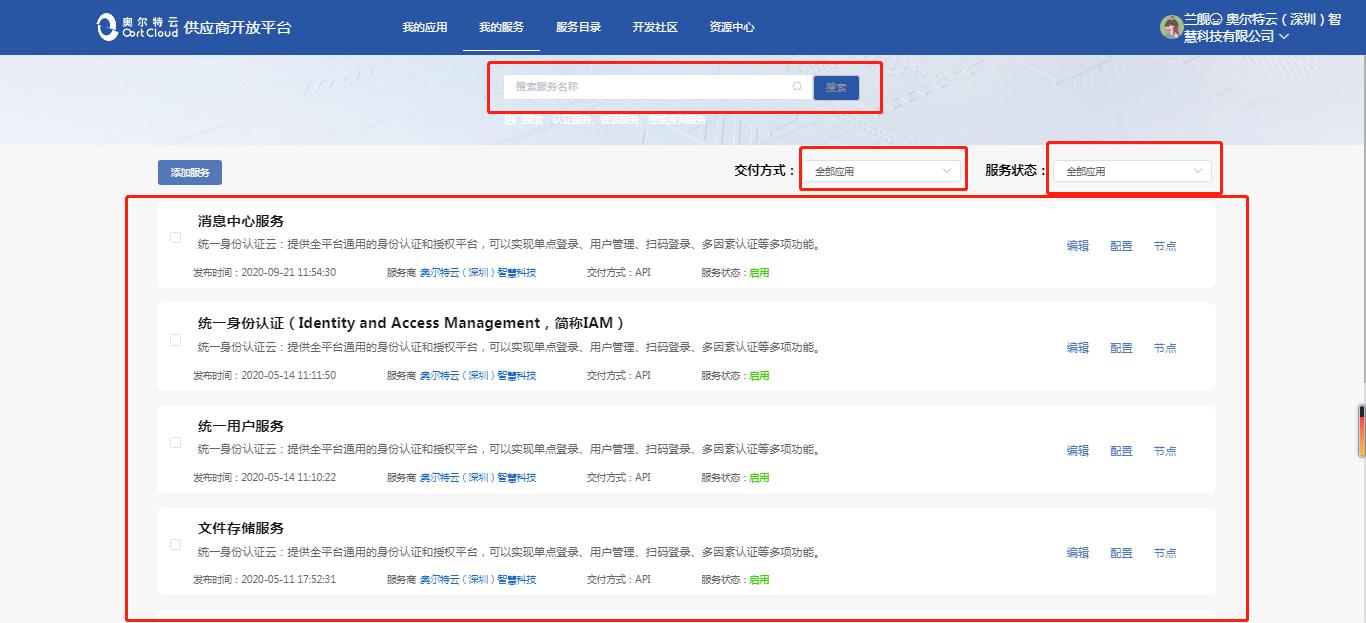 奥尔特云 OortCloud 供应商开放平台 我的应用 我的服务 服务目录 开发社区 资源中心 兰舰 奥尔特云（深圳）智慧科技有限公司
搜索服务名称 搜索
热门搜索：认证服务、登录服务、
添加服务 交付方式： 全部应用 服务状态： 全部应用
消息中心服务
统一身份认证云：提供全平台通用的身份认证和授权平台，可以实现单点登录、用户管理、扫码登录、多因素认证等多项功能。
编辑 配置 节点
发布时间：2020-09-21 11:54:30 服务商 奥尔特云（深圳）智慧科技 交付方式：API 服务状态：启用
统一身份认证（Identity and Access Management，简称IAM）
统一身份认证云：提供全平台通用的身份认证和授权平台，可以实现单点登录、用户管理、扫码登录、多因素认证等多项功能。
编辑 配置 节点
发布时间：2020-05-14 11:11:50 服务商 奥尔特云（深圳）智慧科技 交付方式：API 服务状态：启用
统一用户服务
统一身份认证云：提供全平台通用的身份认证和授权平台，可以实现单点登录、用户管理、扫码登录、多因素认证等多项功能。
编辑 配置 节点
发布时间：2020-05-14 11:10:22 服务商 奥尔特云（深圳）智慧科技 交付方式：API 服务状态：启用
文件存储服务
统一身份认证云：提供全平台通用的身份认证和授权平台，可以实现单点登录、用户管理、扫码登录、多因素认证等多项功能。
编辑 配置 节点
发布时间：2020-05-11 17:52:31 服务商 奥尔特云（深圳）智慧科技 交付方式：API 服务状态：启用